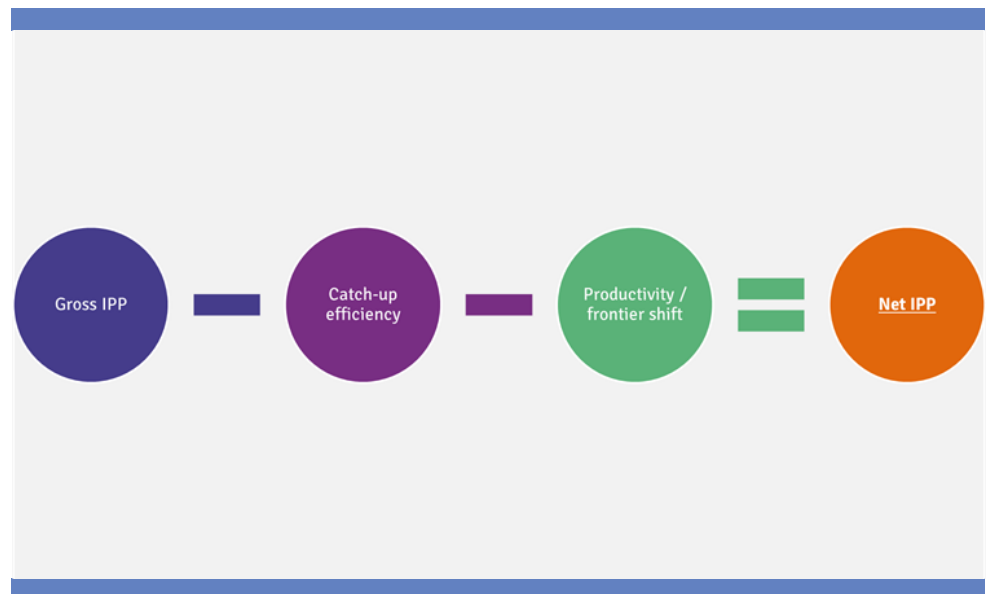 Gross IPP
Catch-up
efficiency
Productivity /
frontier shift
Net IPP